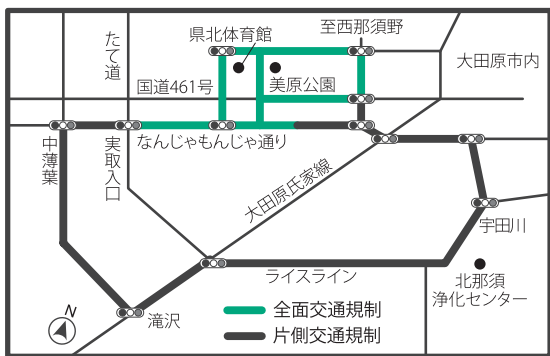 県北体育館
至西那須野
たて道
大田原市内
国道461号
美原公園
なんじゃもんじゃ通り
中薄葉
実取入口
大田原氏家線
宇田川
ライスライン
北那須
浄化センター
N
滝沢
全面交通規制
片側交通規制